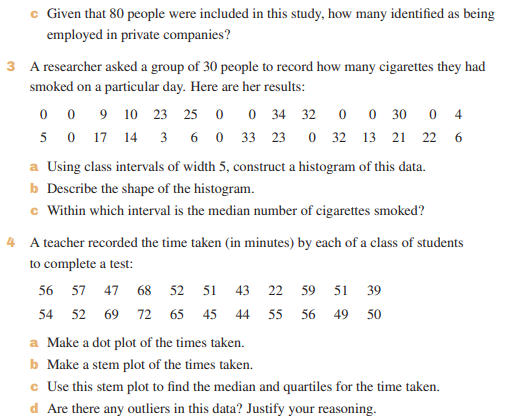 c Given that 80 people were included in this study, how many identified as being
employed in private companies?
3 A researcher asked a group of 30 people to record how many cigarettes they had
smoked on a particular day. Here are her results:
0 0 9 10 23 25 0 0 34 32 0 0 30 0 4
5 0 17 14 3 6 0 33 23 0 32 13 21 22 6
a Using class intervals of width 5, construct a histogram of this data.
b Describe the shape of the histogram.
c Within which interval is the median number of cigarettes smoked?
4 A teacher recorded the time taken (in minutes) by each of a class of students
to complete a test:
56 57 47 68 52 51 43 22 59 51 39
54 52 69 72 65 45 44 55 56 49 50
a Make a dot plot of the times taken.
b Make a stem plot of the times taken.
c Use this stem plot to find the median and quartiles for the time taken.
d Are there any outliers in this data? Justify your reasoning.